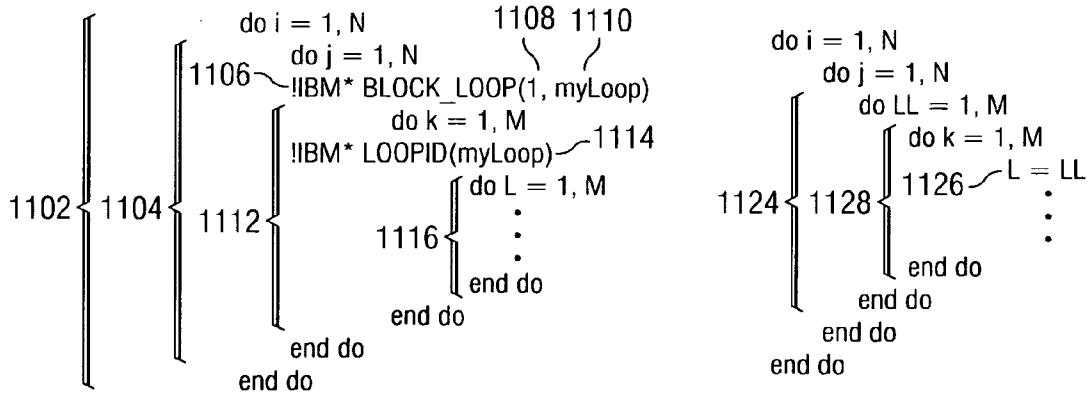 do i = 1, N
1108 1110
do j = 1, N
1106 !IBM* BLOCK_LOOP(1, myLoop)
do k = 1, M
!IBM* LOOPID(myLoop) 1114
do L = 1, M
1102 1104 1112 1116
end do
end do
end do
end do
do i = 1, N
do j = 1, N
do LL = 1, M
do k = 1, M
1126 L = LL
1124 1128
end do
end do
end do
end do